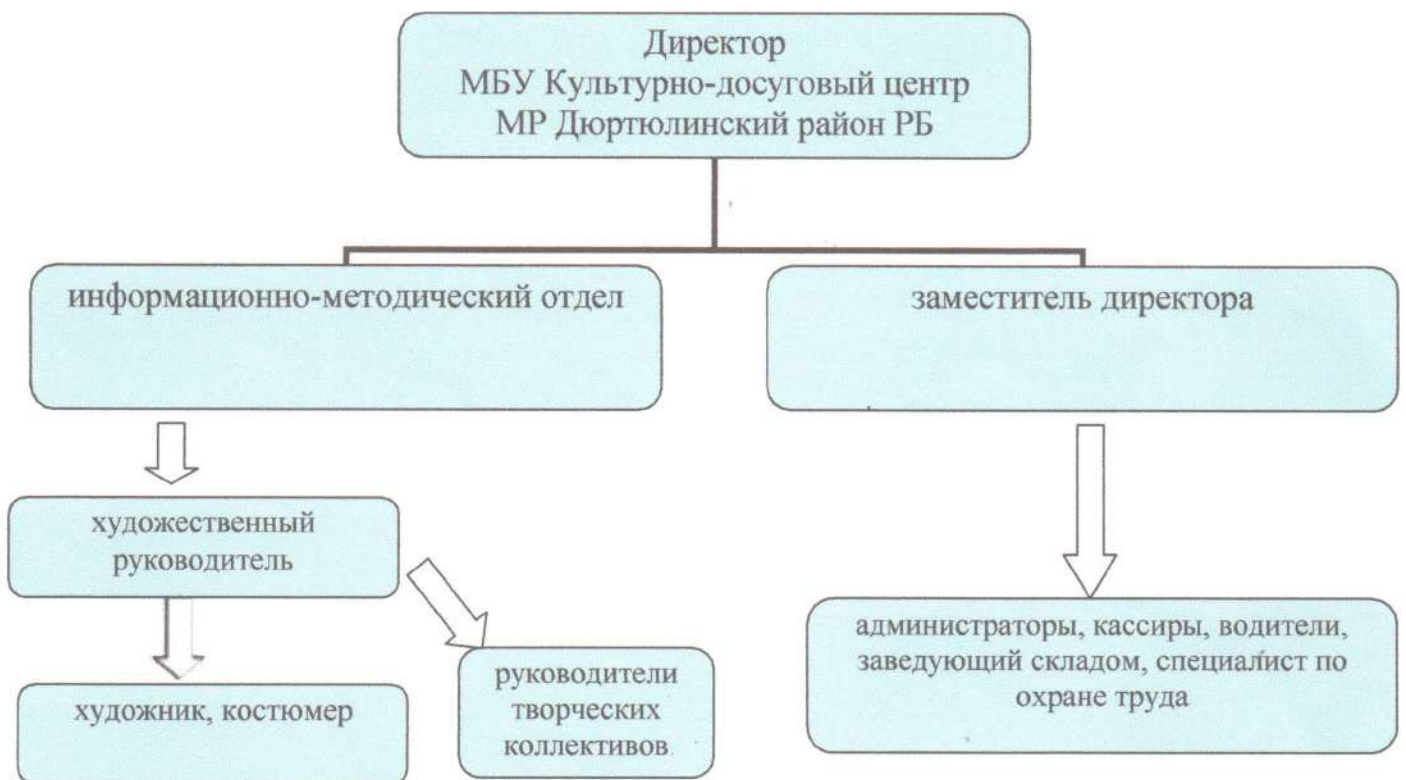 Директор
МБУ Культурно-досуговый центр
МР Дюртюлинский район РБ
информационно-методический отдел
заместитель директора
художественный
руководитель
администраторы, кассиры, водители,
заведующий складом, специалист по
охране труда
художник, костюмер
руководители
творческих
коллективов